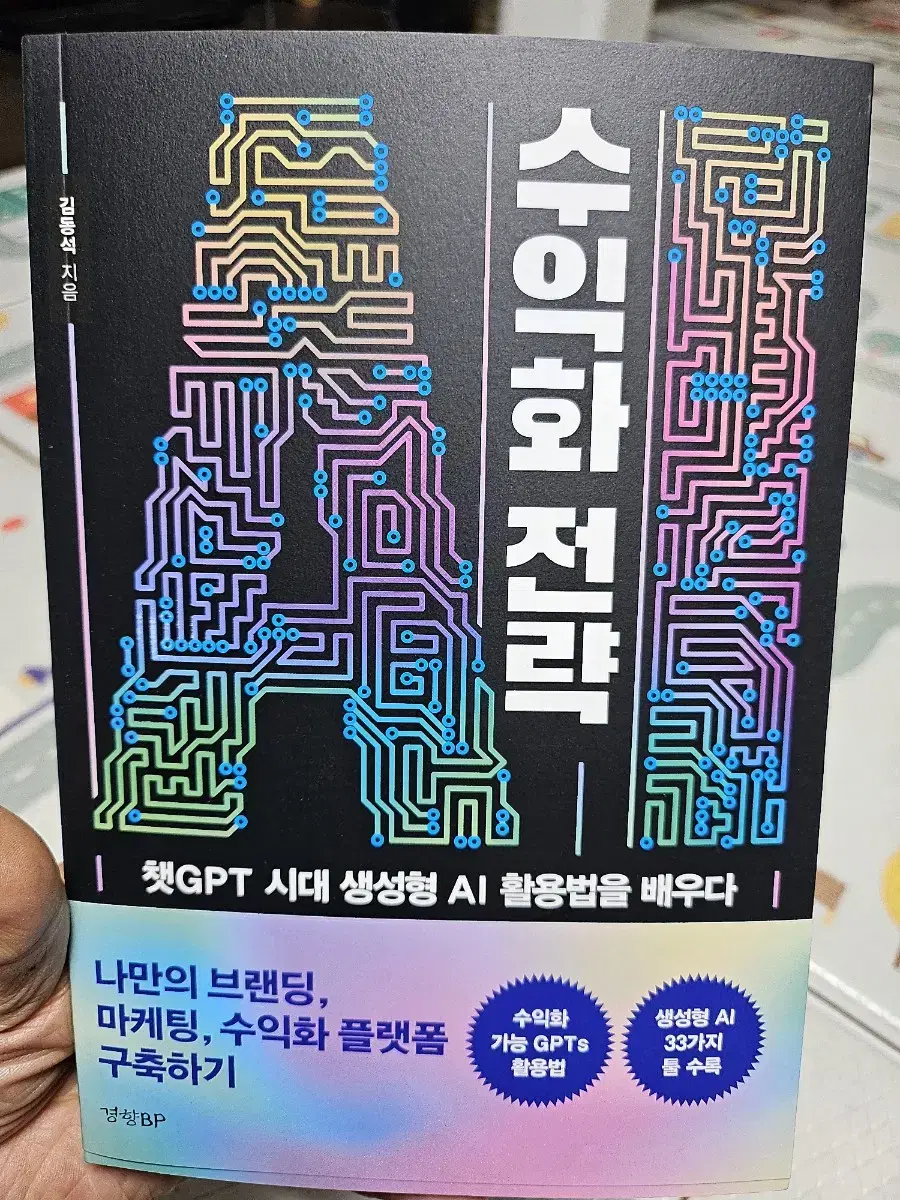 김동석 지음
AI
수익화 전략
챗GPT 시대 생성형 AI 활용법을 배우다
나만의 브랜딩,
마케팅, 수익화 플랫폼
구축하기
수익화
가능 GPTs
활용법
생성형 AI
33가지
툴 수록
경향BP